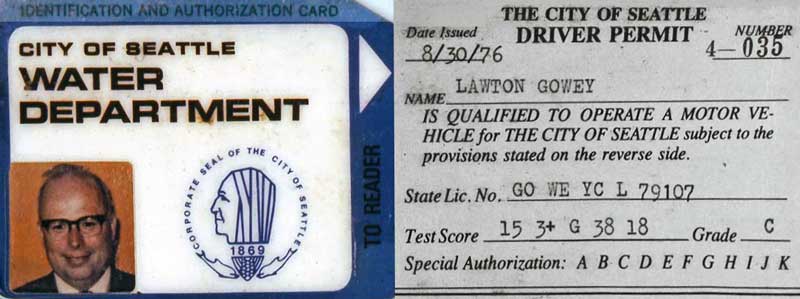 IDENTIFICATION AND AUTHORIZATION CARD
CITY OF SEATTLE
WATER
DEPARTMENT
CORPORATE SEAL OF THE CITY OF SEATTLE
1869
TO READER
THE CITY OF SEATTLE
DRIVER PERMIT
Date Issued
8/30/76
NUMBER
4-035
NAME LAWTON GOWEY
IS QUALIFIED TO OPERATE A MOTOR VE-
HICLE for THE CITY OF SEATTLE subject to the
provisions stated on the reverse side.
State Lic. No. GO WE YC L 79107
Test Score 15 3+ G 38 18 Grade C
Special Authorization: A B C D E F G H I J K